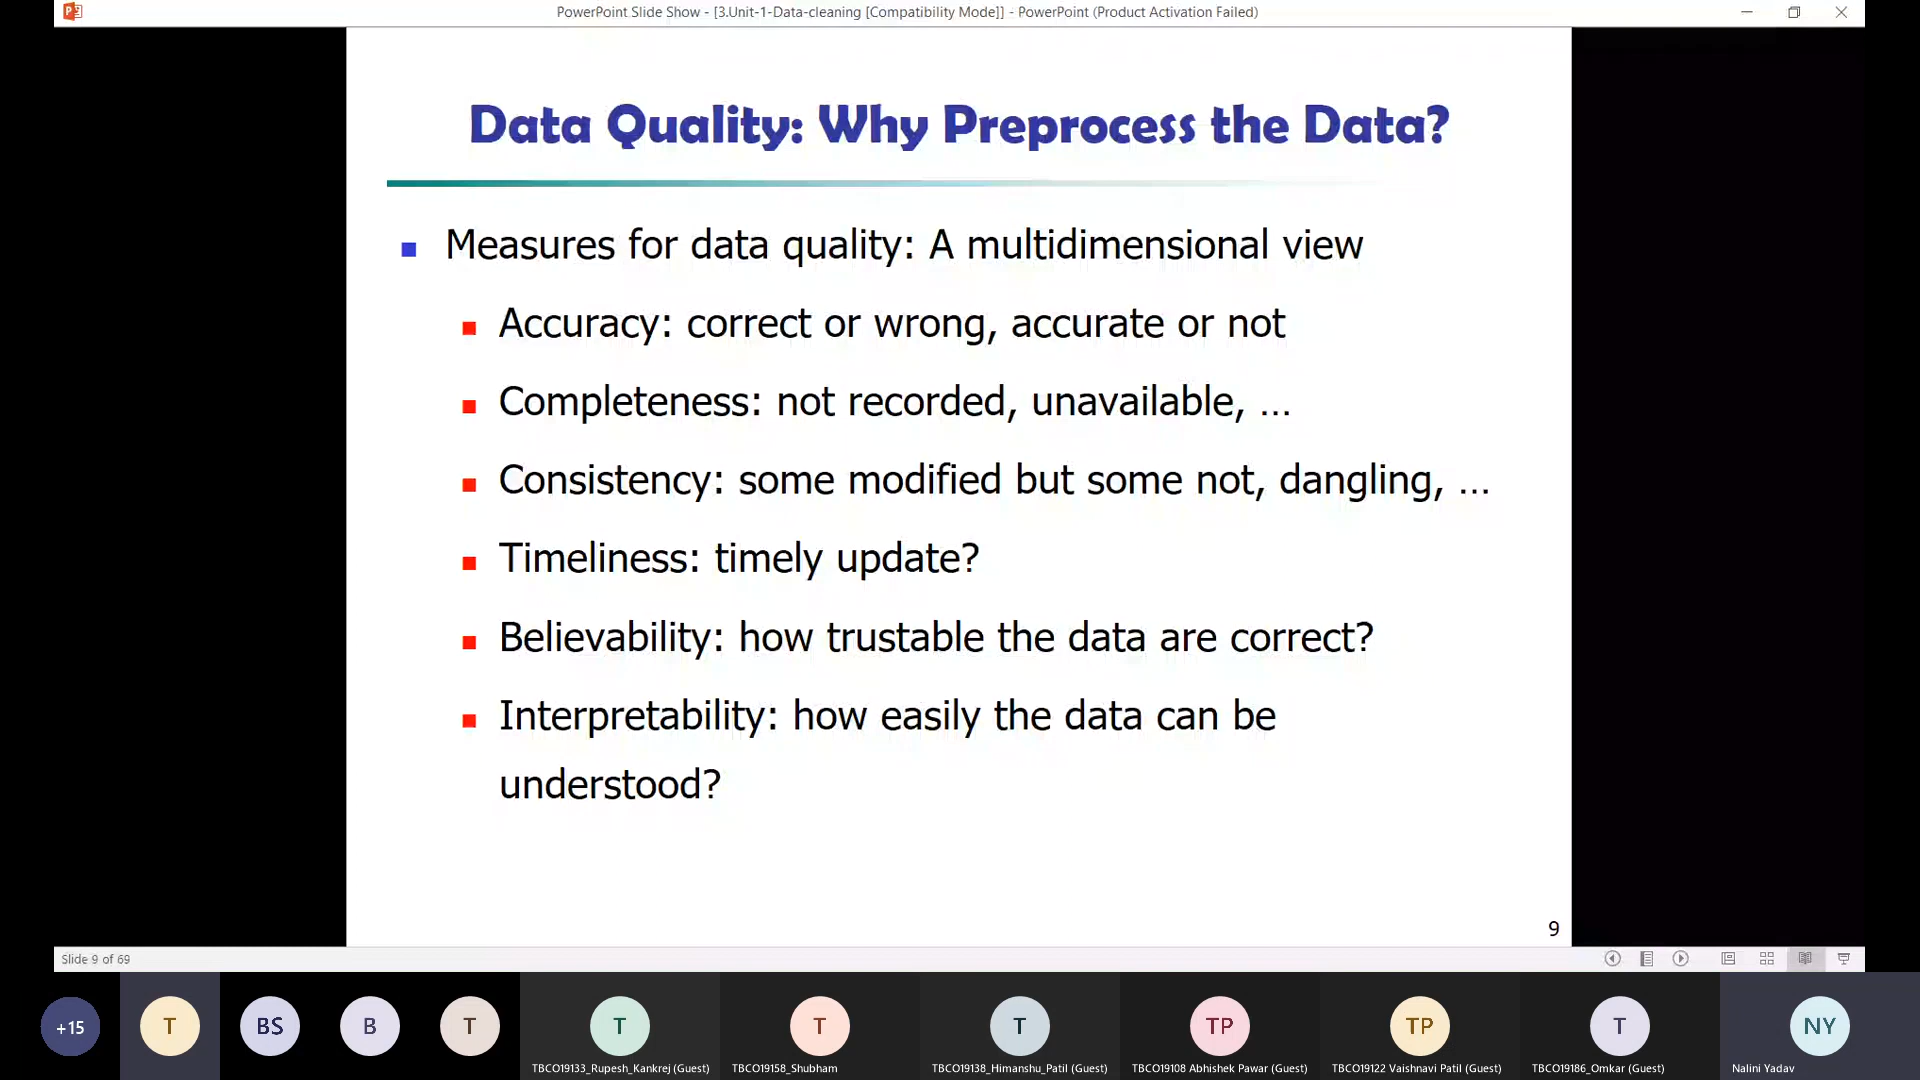 PowerPoint Slide Show - [3.Unit-1-Data-cleaning [Compatibility Mode]] - PowerPoint (Product Activation Failed)
Data Quality: Why Preprocess the Data?
Measures for data quality: A multidimensional view
Accuracy: correct or wrong, accurate or not
Completeness: not recorded, unavailable, …
Consistency: some modified but some not, dangling, …
Timeliness: timely update?
Believability: how trustable the data are correct?
Interpretability: how easily the data can be
understood?
9
Slide 9 of 69
+15
T
BS
B
T
T
T
T
TP
TP
T
NY
TBCO19133_Rupesh_Kankrej (Guest)
TBCO19158_Shubham
TBCO19138_Himanshu_Patil (Guest)
TBCO19108 Abhishek Pawar (Guest)
TBCO19122 Vaishnavi Patil (Guest)
TBCO19186_Omkar (Guest)
Nalini Yadav